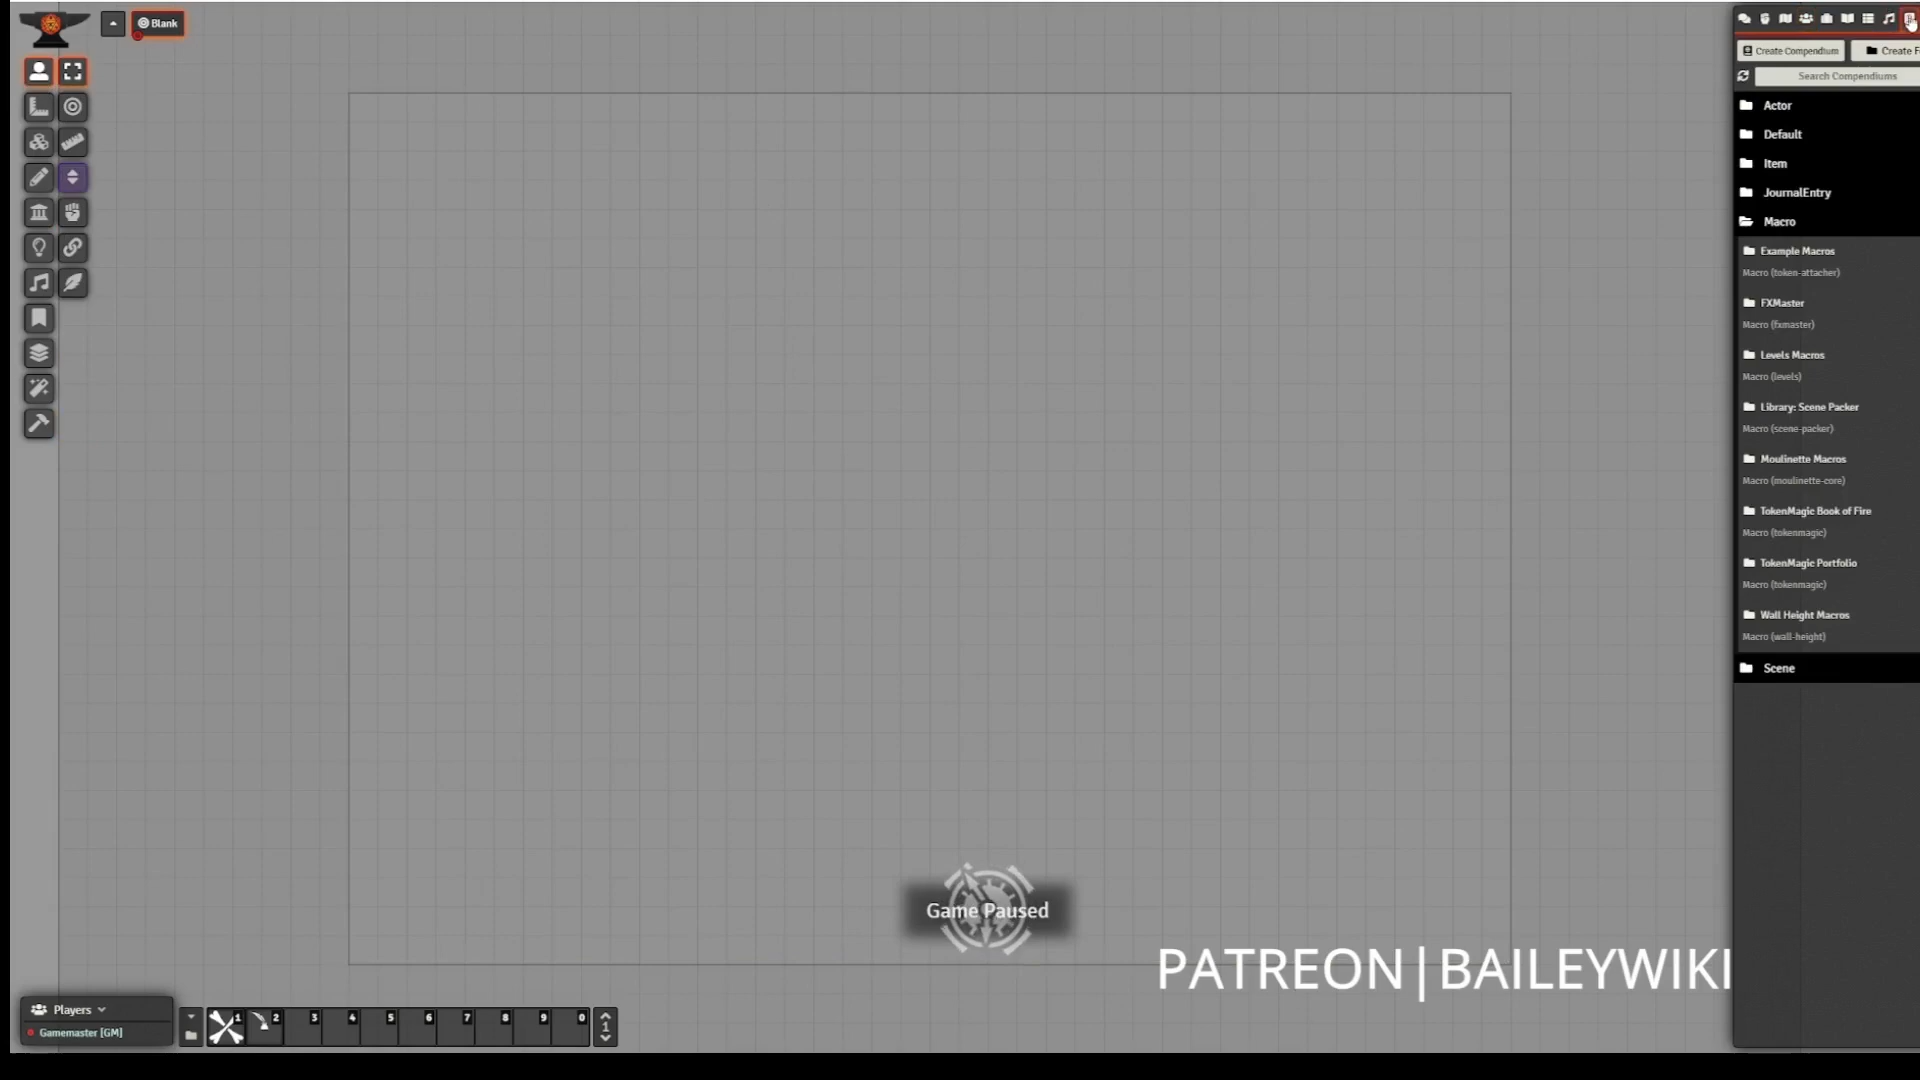 Blank
Create Compendium
Create F
Search Compendiums
Actor
Default
Item
JournalEntry
Macro
Example Macros
Macro (token-attacher)
FXMaster
Macro (fxmaster)
Levels Macros
Macro (levels)
Library: Scene Packer
Macro (scene-packer)
Moulinette Macros
Macro (moulinette-core)
TokenMagic Book of Fire
Macro (tokenmagic)
TokenMagic Portfolio
Macro (tokenmagic)
Wall Height Macros
Macro (wall-height)
Scene
Game Paused
PATREON|BAILEYWIKI
Players
Gamemaster [GM]
1 2 3 4 5 6 7 8 9 0
1